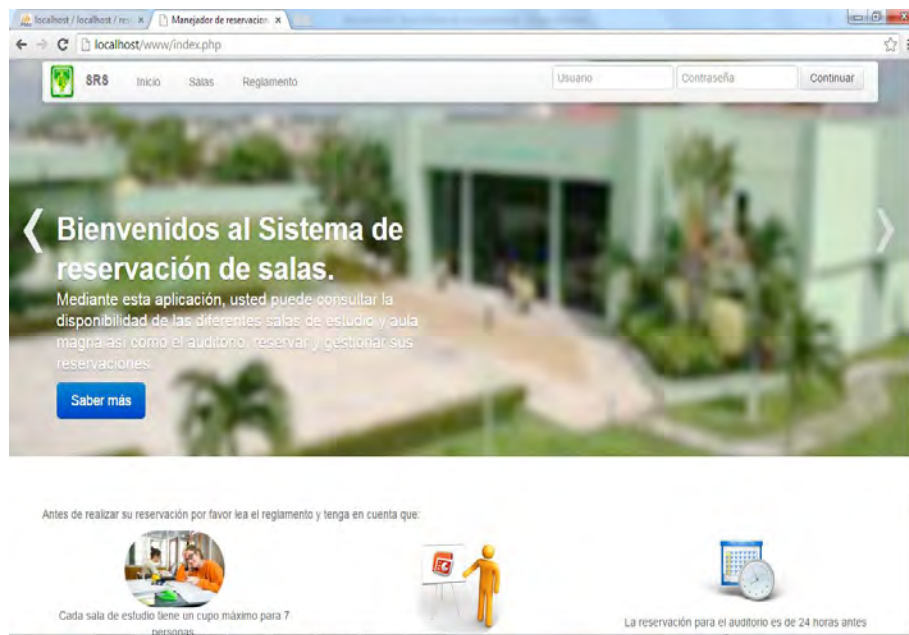 localhost / localhost / res
Manejador de reservacion
localhost/www/index.php
SRS Inicio Salas Reglamento Usuario Contraseña Continuar
Bienvenidos al Sistema de
reservación de salas.
Mediante esta aplicación, usted puede consultar la
disponibilidad de las diferentes salas de estudio y aula
magna así como el auditorio, reservar y gestionar sus
reservaciones.
Saber más
Antes de realizar su reservación por favor lea el reglamento y tenga en cuenta que:
Cada sala de estudio tiene un cupo máximo para 7
personas
La reservación para el auditorio es de 24 horas antes